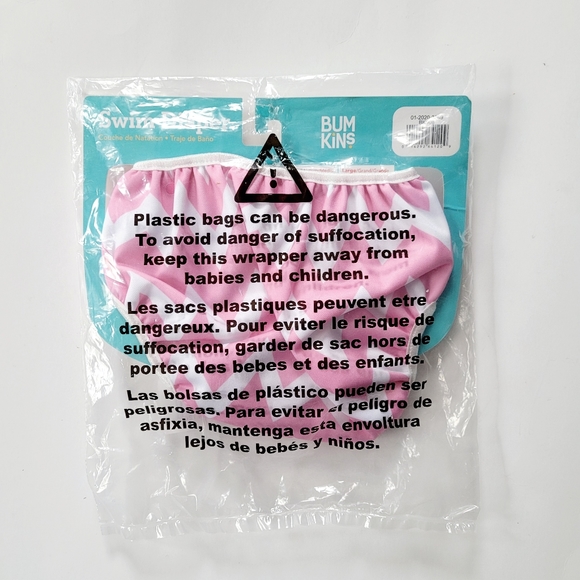 Swim Diaper
BUM
KiNS
Plastic bags can be dangerous.
To avoid danger of suffocation,
keep this wrapper away from
babies and children.
Les sacs plastiques peuvent etre
dangereux. Pour eviter le risque de
suffocation, garder de sac hors de
portee des bebes et des enfants.
Las bolsas de plástico pueden ser
peligrosas. Para evitar el peligro de
asfixia, mantenga esta envoltura
lejos de bebés y niños.